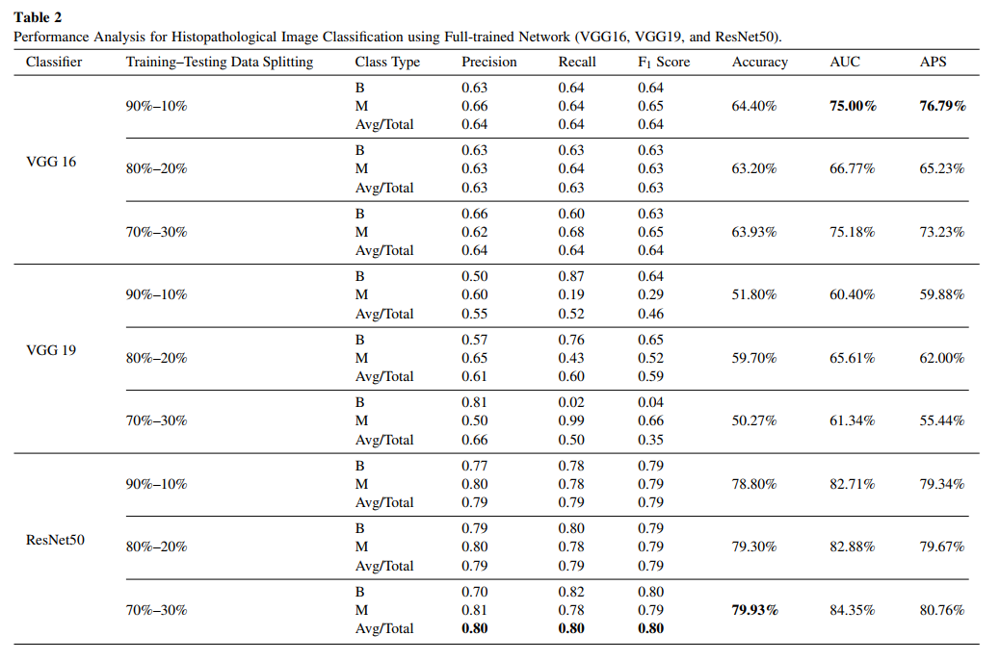 Table 2
Performance Analysis for Histopathological Image Classification using Full-trained Network (VGG16, VGG19, and ResNet50).
Classifier Training–Testing Data Splitting Class Type Precision Recall F1 Score Accuracy AUC APS
B 0.63 0.64 0.64
90%–10% M 0.66 0.64 0.65 64.40% 75.00% 76.79%
Avg/Total 0.64 0.64 0.64
B 0.63 0.63 0.63
VGG 16 80%–20% M 0.63 0.64 0.63 63.20% 66.77% 65.23%
Avg/Total 0.63 0.63 0.63
B 0.66 0.60 0.63
70%–30% M 0.62 0.68 0.65 63.93% 75.18% 73.23%
Avg/Total 0.64 0.64 0.64
B 0.50 0.87 0.64
90%–10% M 0.60 0.19 0.29 51.80% 60.40% 59.88%
Avg/Total 0.55 0.52 0.46
B 0.57 0.76 0.65
VGG 19 80%–20% M 0.65 0.43 0.52 59.70% 65.61% 62.00%
Avg/Total 0.61 0.60 0.59
B 0.81 0.02 0.04
70%–30% M 0.50 0.99 0.66 50.27% 61.34% 55.44%
Avg/Total 0.66 0.50 0.35
B 0.77 0.78 0.79
90%–10% M 0.80 0.78 0.79 78.80% 82.71% 79.34%
Avg/Total 0.79 0.79 0.79
B 0.79 0.80 0.79
ResNet50 80%–20% M 0.80 0.78 0.79 79.30% 82.88% 79.67%
Avg/Total 0.79 0.79 0.79
B 0.70 0.82 0.80
70%–30% M 0.81 0.78 0.79 79.93% 84.35% 80.76%
Avg/Total 0.80 0.80 0.80